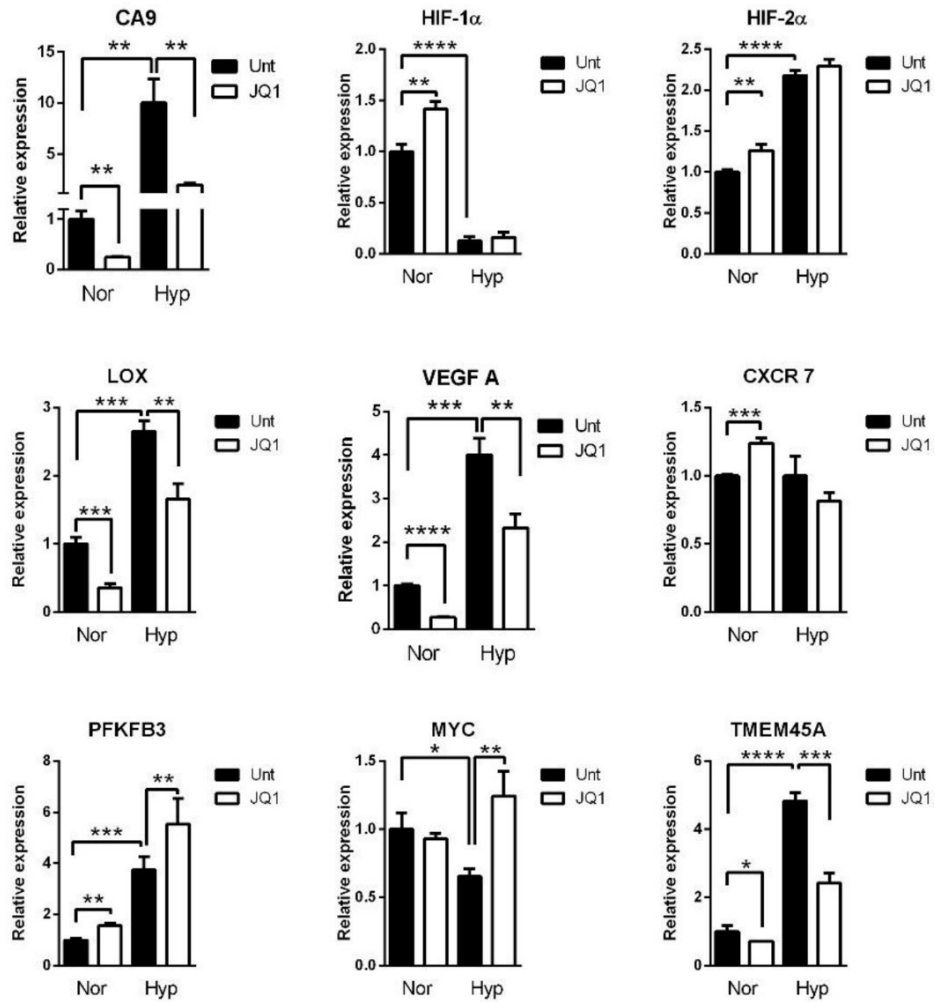 CA9
** **
Unt
JQ1
Relative expression
15
10
5
1
0
**
Nor Hyp
HIF-1α
****
**
Unt
JQ1
Relative expression
2.0
1.5
1.0
0.5
0.0
Nor Hyp
HIF-2α
****
**
Unt
JQ1
Relative expression
2.5
2.0
1.5
1.0
0.5
0.0
Nor Hyp
LOX
*** **
Unt
JQ1
Relative expression
3
2
1
0
***
Nor Hyp
VEGF A
*** **
Unt
JQ1
Relative expression
5
4
3
2
1
0
****
Nor Hyp
CXCR 7
***
Unt
JQ1
Relative expression
1.5
1.0
0.5
0.0
Nor Hyp
PFKFB3
**
***
**
Unt
JQ1
Relative expression
8
6
4
2
0
Nor Hyp
MYC
* **
Unt
JQ1
Relative expression
1.5
1.0
0.5
0.0
Nor Hyp
TMEM45A
**** ***
Unt
JQ1
Relative expression
6
4
2
0
*
Nor Hyp